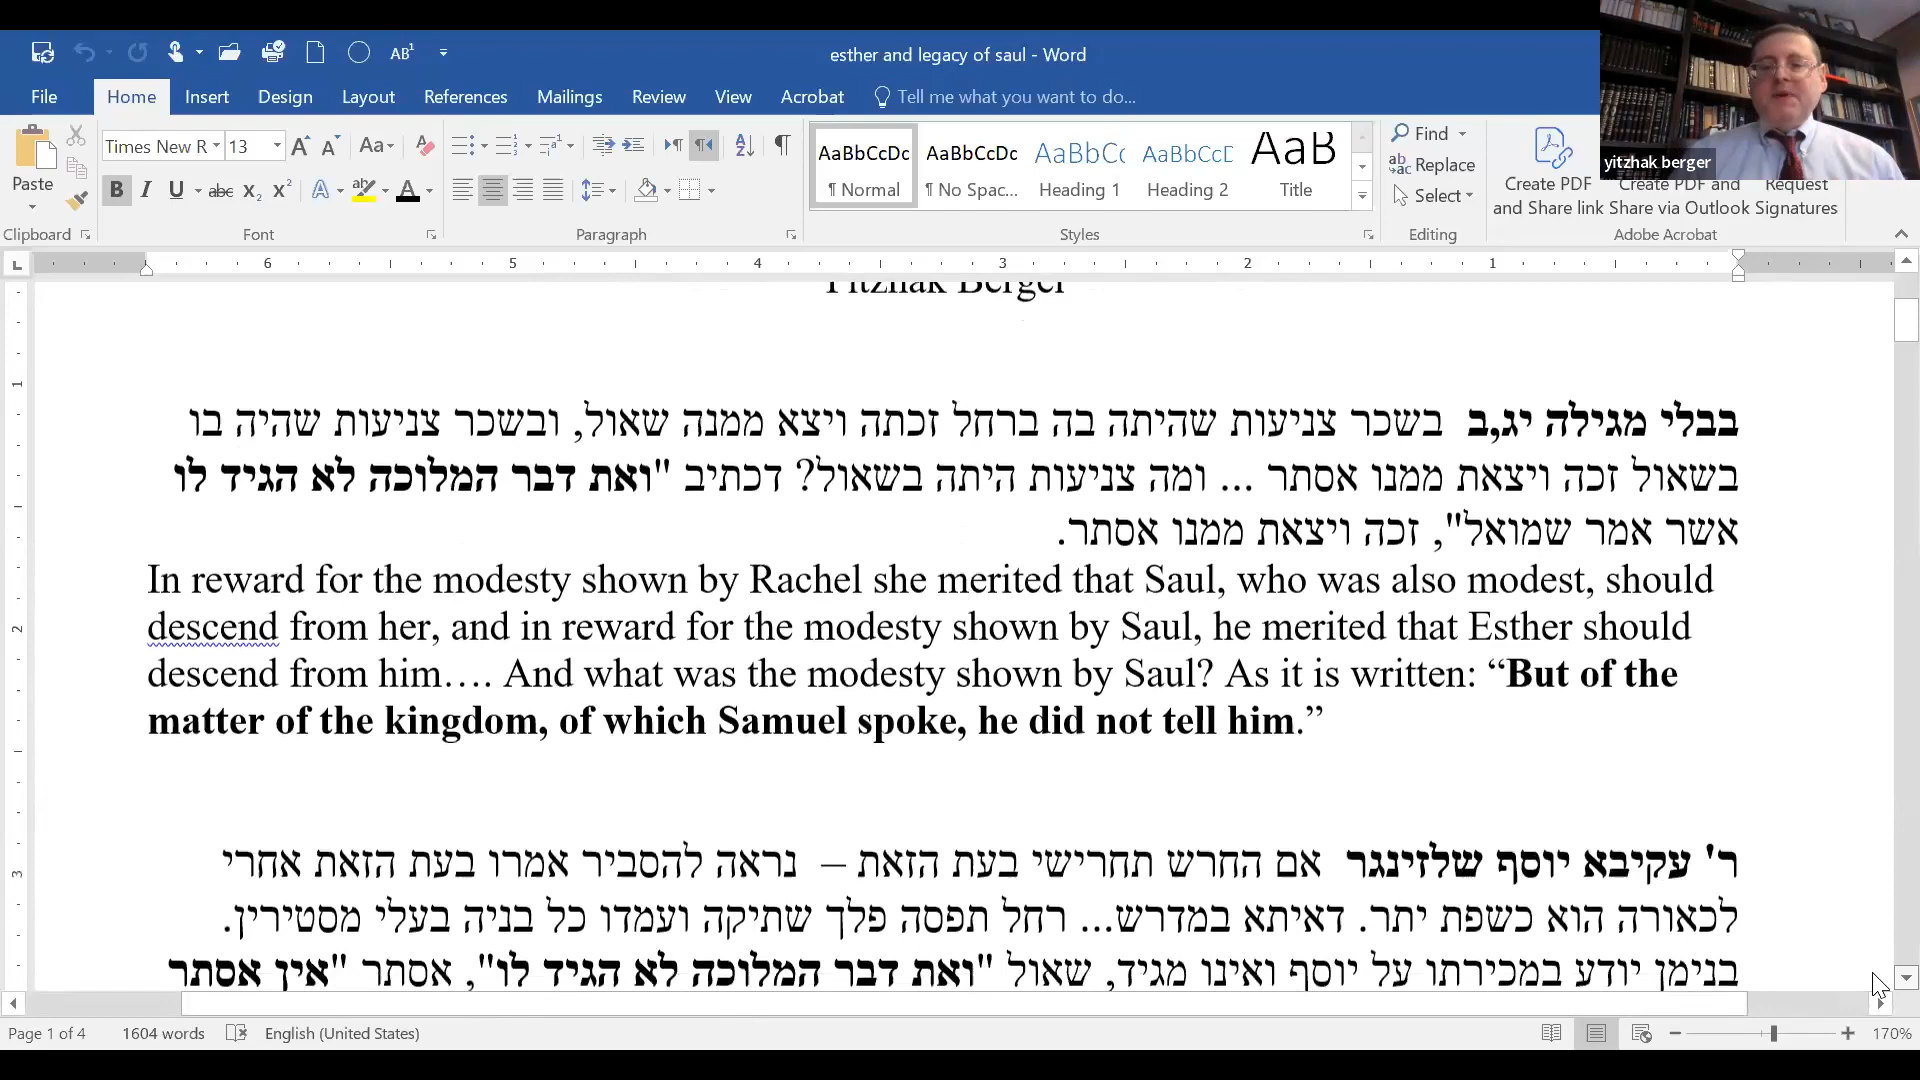 esther and legacy of saul - Word
File Home Insert Design Layout References Mailings Review View Acrobat Tell me what you want to do...
yitzhak berger
Times New R 13 Aa
AaBbCcDc AaBbCcDc AaBbCc AaBbCcD AaB
Paste
¶ Normal ¶ No Spac... Heading 1 Heading 2 Title
Find
Replace
Select
Create PDF and Share link
Create PDF and Share via Outlook
Request Signatures
Clipboard Font Paragraph Styles Editing Adobe Acrobat
6 5 4 3 2 1
Yitzhak Berger
בבלי מגילה יג,ב בשכר צניעות שהיתה בה ברחל זכתה ויצא ממנה שאול, ובשכר צניעות שהיה בו
בשאול זכה ויצאת ממנו אסתר ... ומה צניעות היתה בשאול? דכתיב "ואת דבר המלוכה לא הגיד לו
אשר אמר שמואל", זכה ויצאת ממנו אסתר.
In reward for the modesty shown by Rachel she merited that Saul, who was also modest, should
descend from her, and in reward for the modesty shown by Saul, he merited that Esther should
descend from him…. And what was the modesty shown by Saul? As it is written: “But of the
matter of the kingdom, of which Samuel spoke, he did not tell him.”
ר' עקיבא יוסף שלזינגר אם החרש תחרישי בעת הזאת – נראה להסביר אמרו בעת הזאת אחרי
לכאורה הוא כשפת יתר. דאיתא במדרש... רחל תפסה פלך שתיקה ועמדו כל בניה בעלי מסטירין.
בנימן יודע במכירתו על יוסף ואינו מגיד, שאול "ואת דבר המלוכה לא הגיד לו", אסתר "אין אסתר
Page 1 of 4 1604 words English (United States) 170%